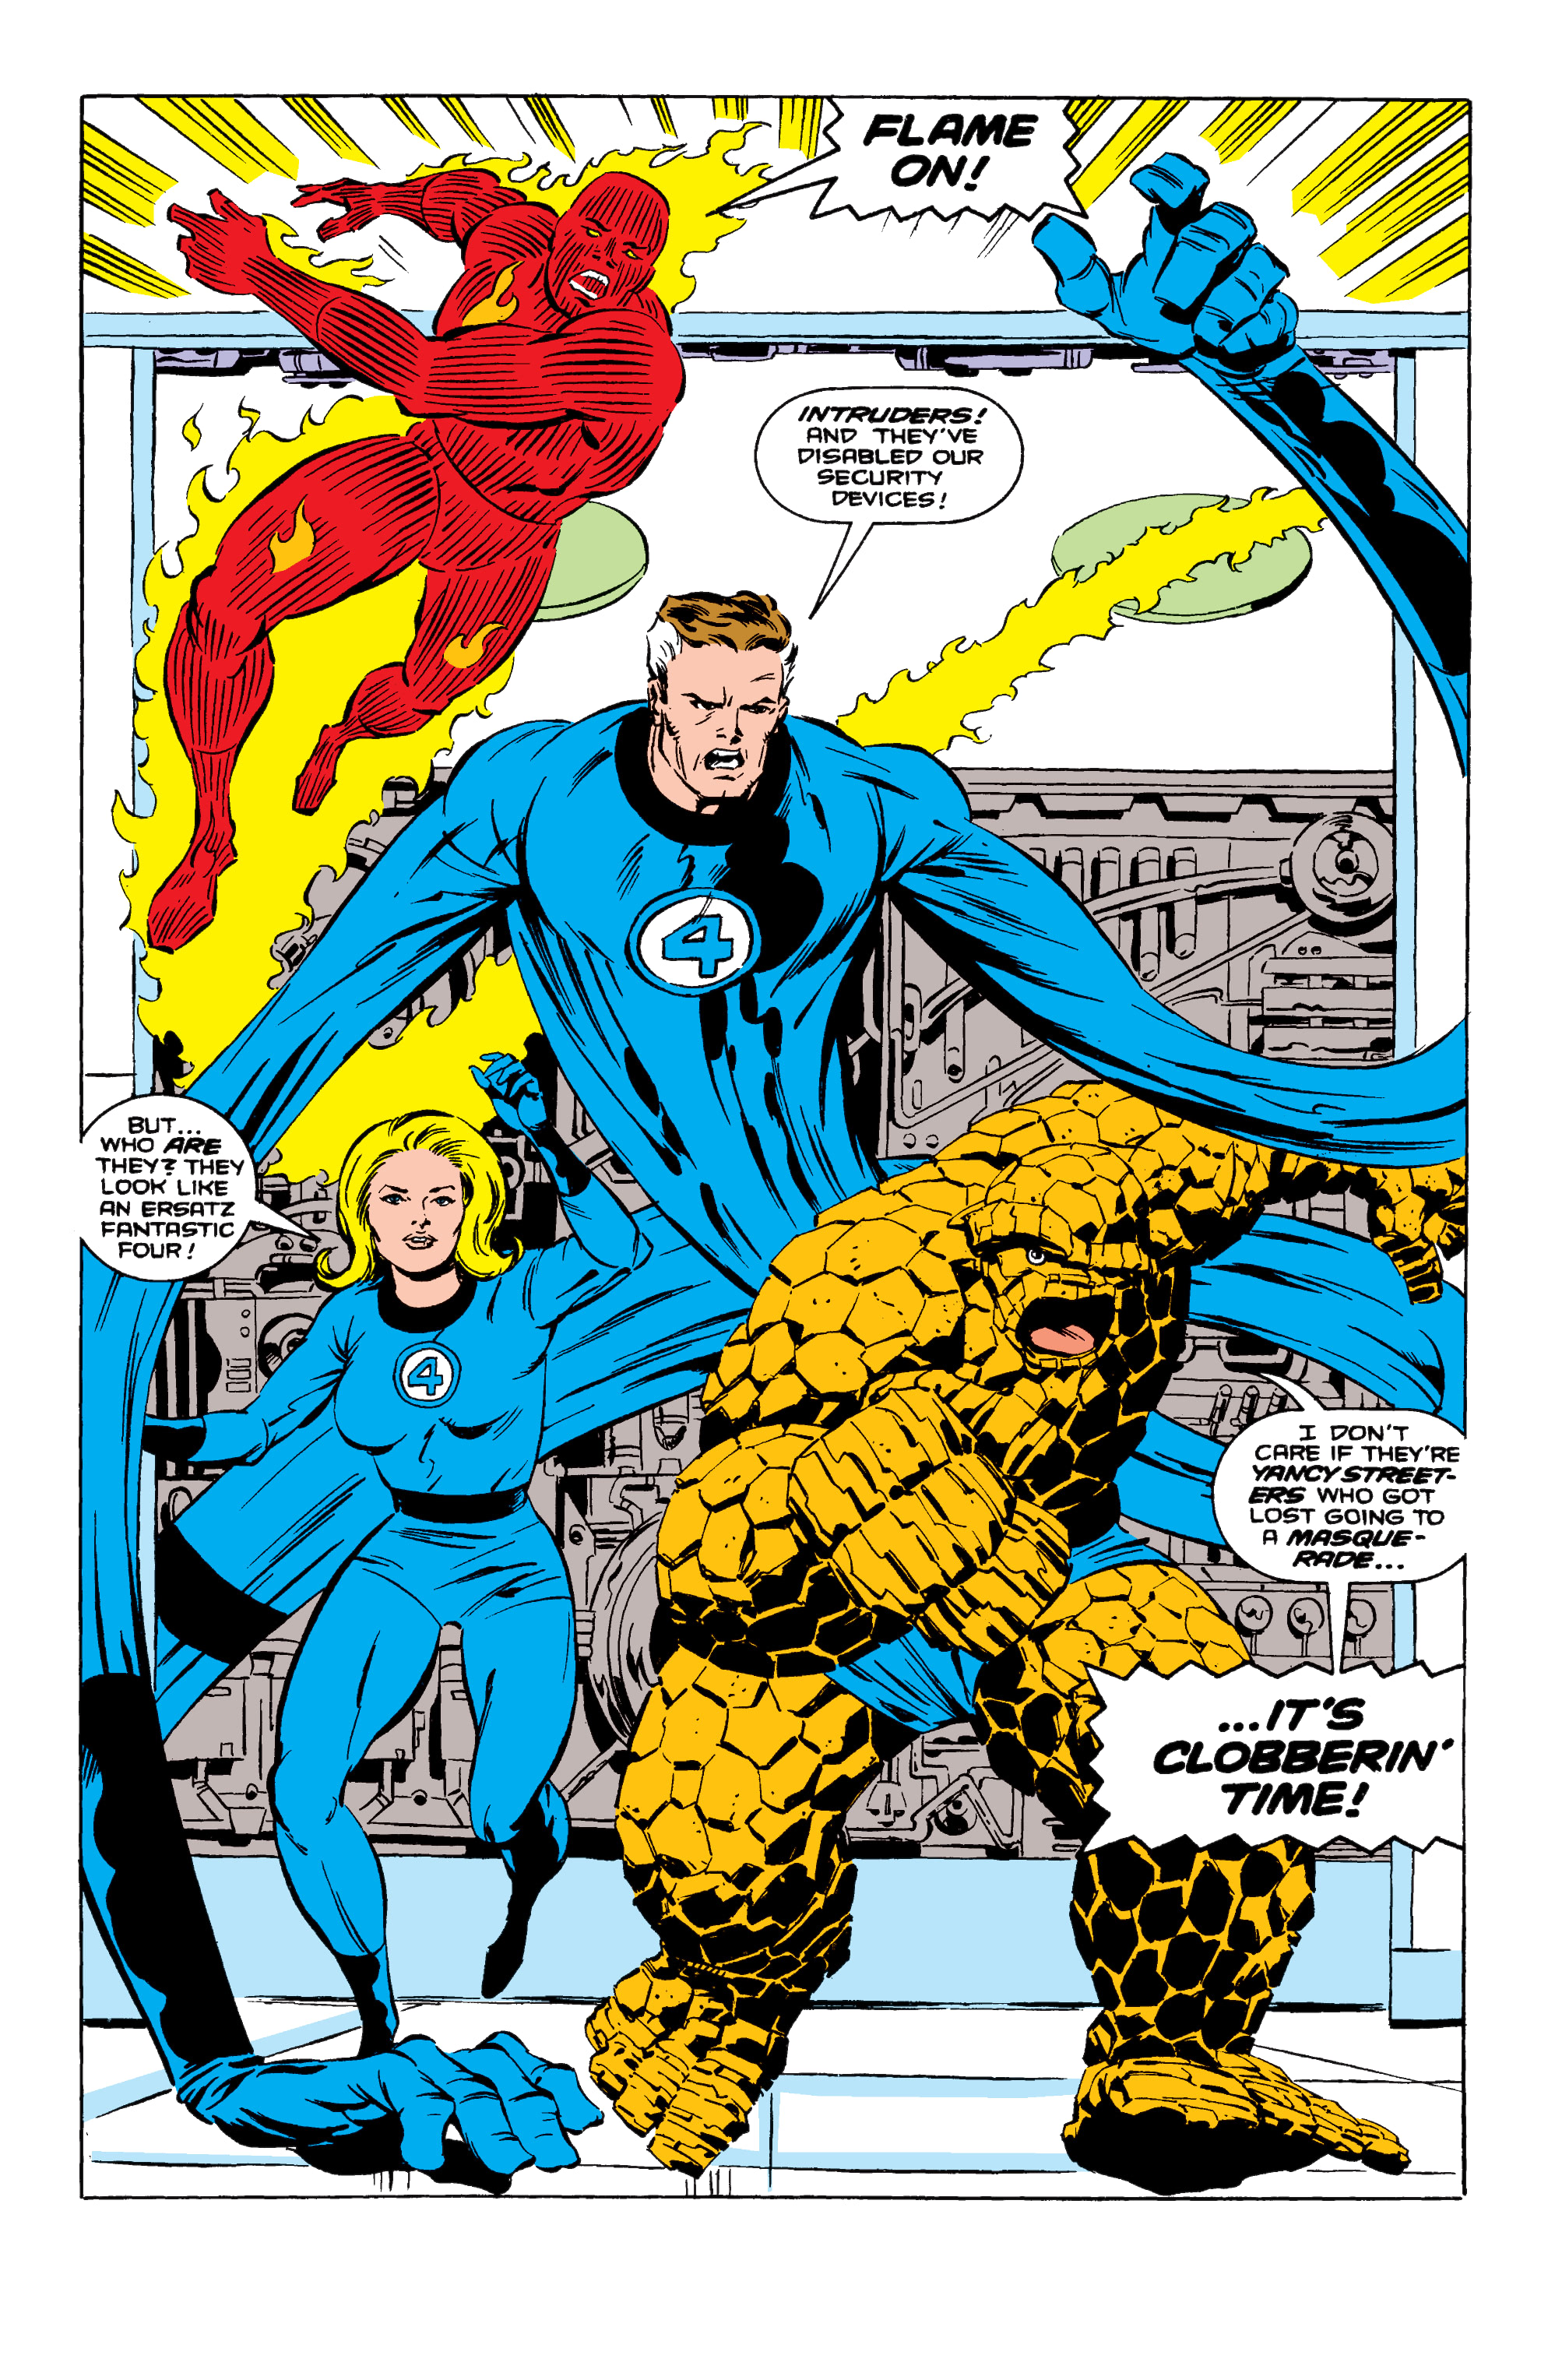 FLAME
ON!
INTRUDERS!
AND THEY'VE
DISABLED OUR
SECURITY
DEVICES!
4
BUT...
WHO ARE
THEY? THEY
LOOK LIKE
AN ERSATZ
FANTASTIC
FOUR!
4
I DON'T
CARE IF THEY'RE
YANCY STREET-
ERS WHO GOT
LOST GOING TO
A MASQUE-
RADE...
...IT'S
CLOBBERIN'
TIME!